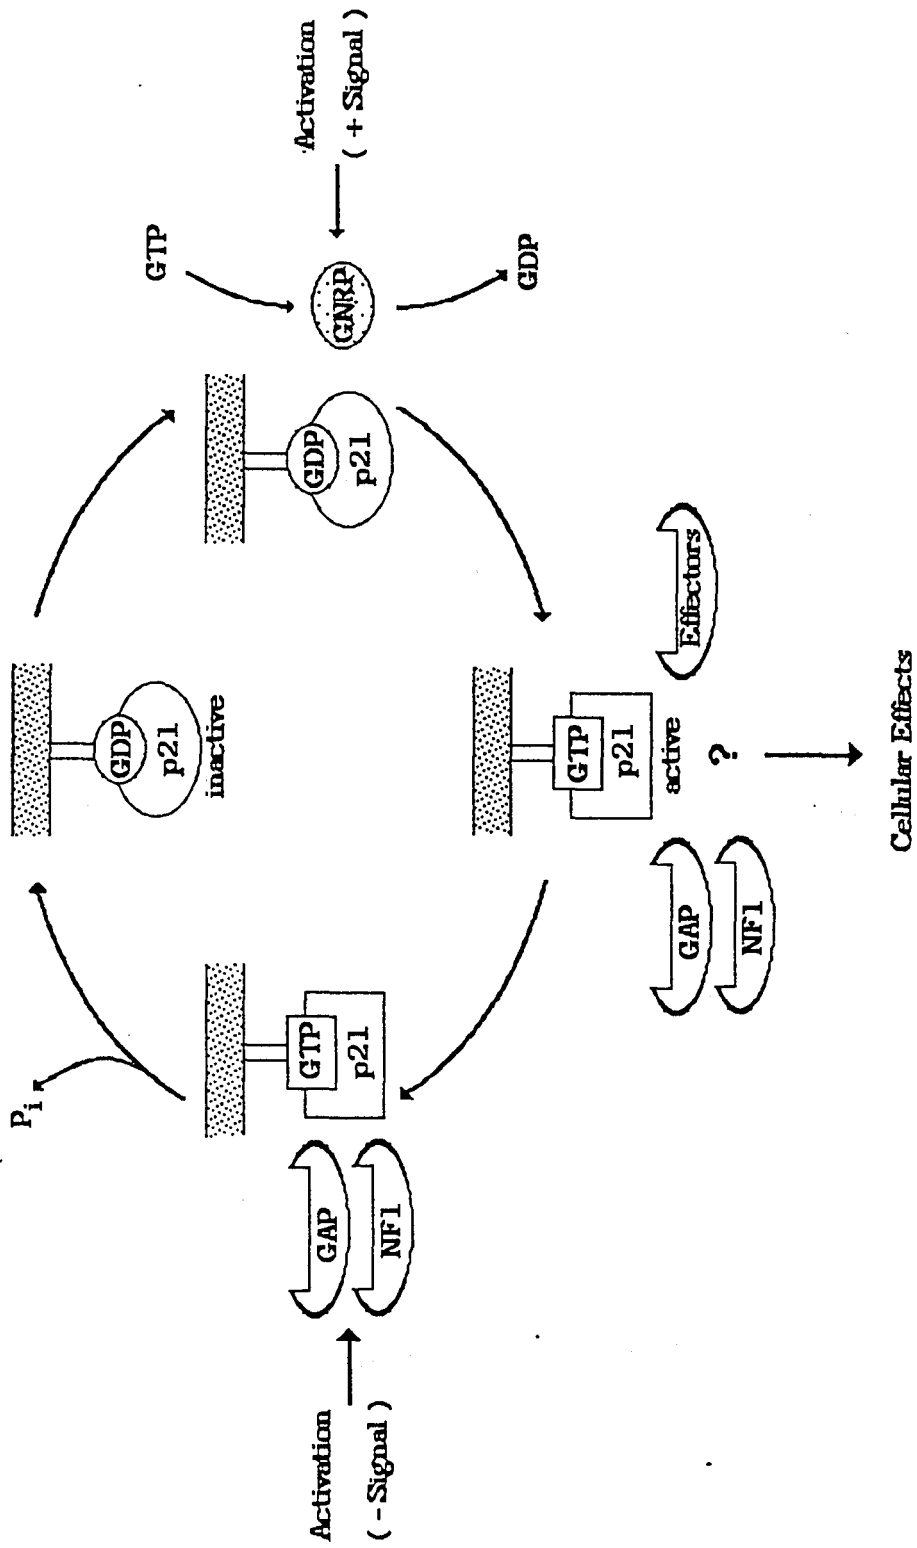 Activation
( - Signal )
GAP
NF1
Pi
GTP
p21
GDP
p21
inactive
GDP
p21
GTP
GNRP
GDP
Activation
( + Signal )
GTP
p21
active
?
GAP
NF1
Effectors
Cellular Effects